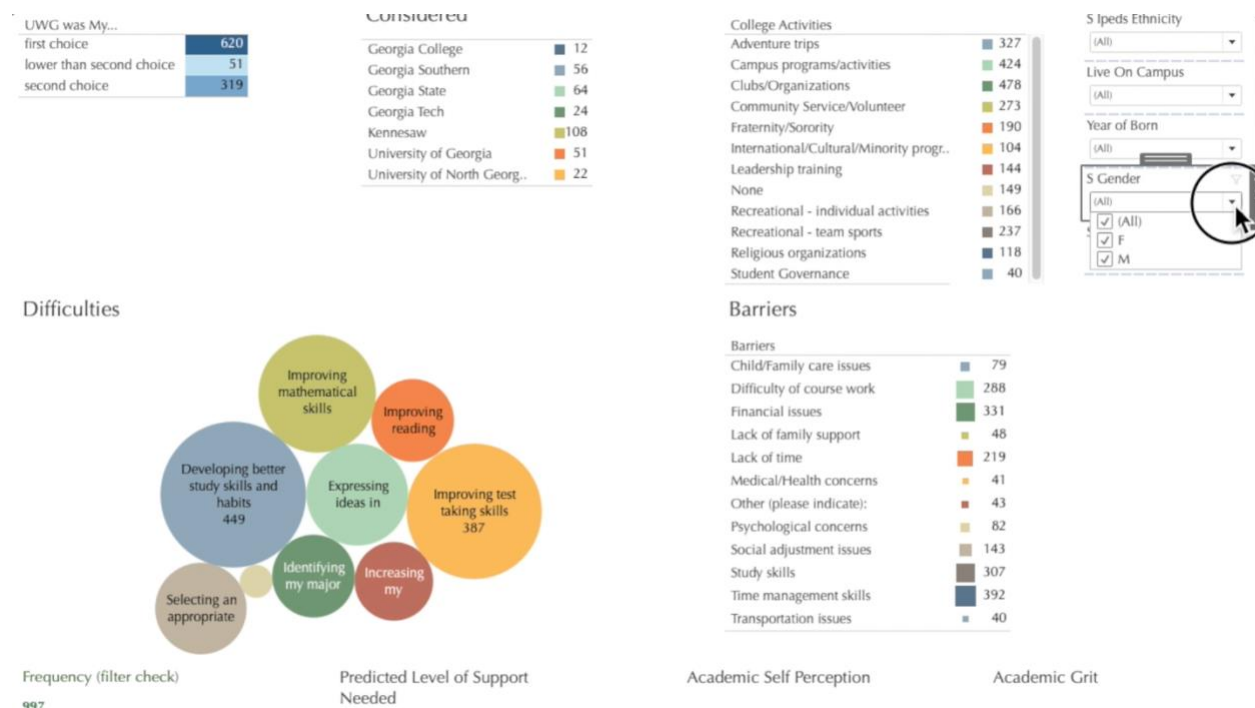 UWG was My...
first choice 620
lower than second choice 51
second choice 319
Considered
Georgia College 12
Georgia Southern 56
Georgia State 64
Georgia Tech 24
Kennesaw 108
University of Georgia 51
University of North Georg.. 22
College Activities
Adventure trips 327
Campus programs/activities 424
Clubs/Organizations 478
Community Service/Volunteer 273
Fraternity/Sorority 190
International/Cultural/Minority progr.. 104
Leadership training 144
None 149
Recreational - individual activities 166
Recreational - team sports 237
Religious organizations 118
Student Governance 40
S Ipeds Ethnicity
(All)
Live On Campus
(All)
Year of Born
(All)
S Gender
(All)
(All)
F
M
Difficulties
Improving
mathematical
skills
Improving
reading
Developing better
study skills and
habits
449
Expressing
ideas in
Improving test
taking skills
387
Identifying
my major
Increasing
my
Selecting an
appropriate
Barriers
Barriers
Child/Family care issues 79
Difficulty of course work 288
Financial issues 331
Lack of family support 48
Lack of time 219
Medical/Health concerns 41
Other (please indicate): 43
Psychological concerns 82
Social adjustment issues 143
Study skills 307
Time management skills 392
Transportation issues 40
Frequency (filter check)
997
Predicted Level of Support
Needed
Academic Self Perception
Academic Grit